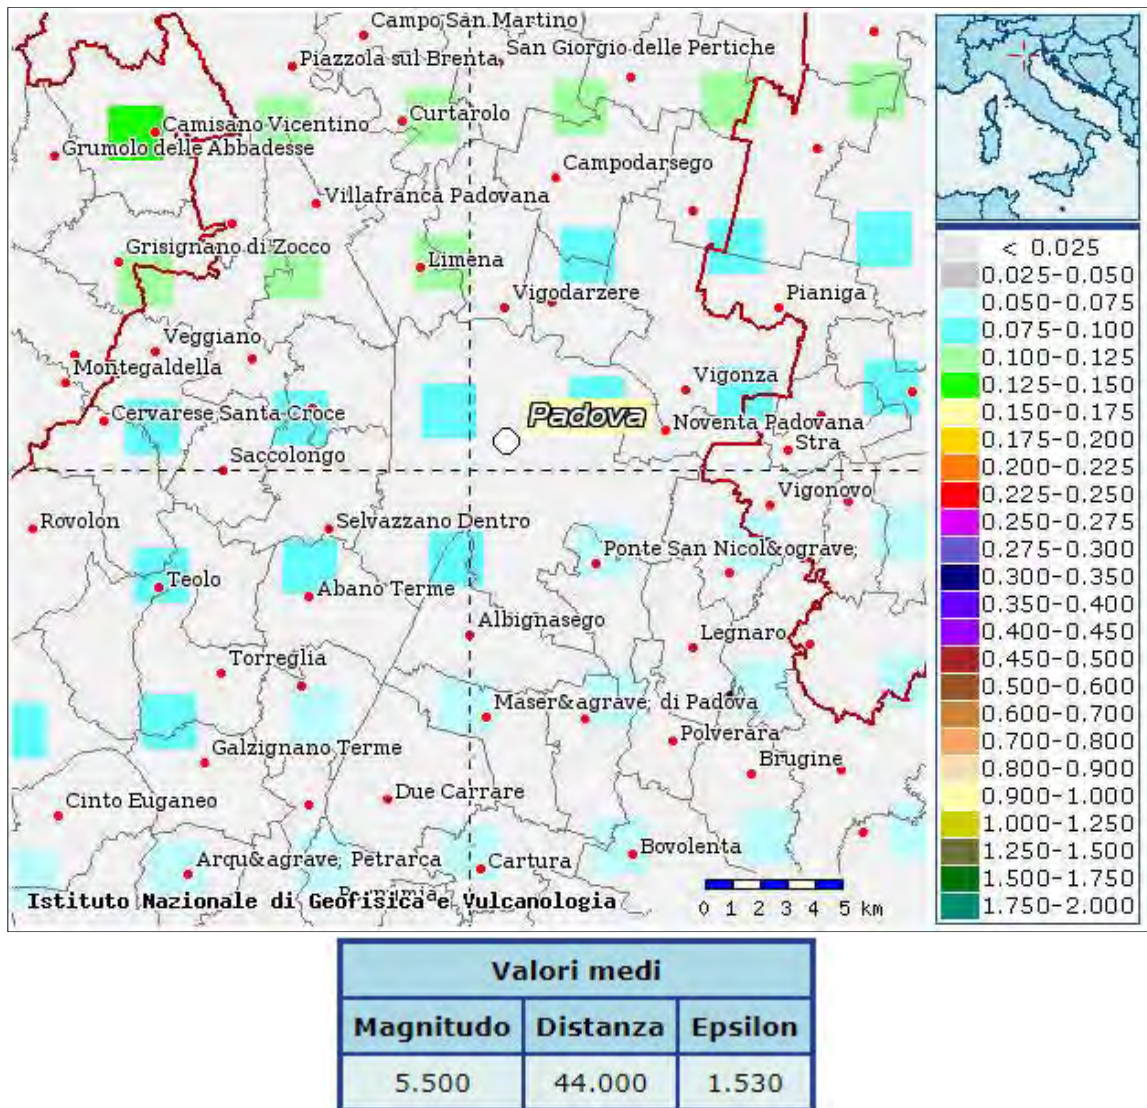 Campo San Martino
San Giorgio delle Pertiche
Piazzola sul Brenta
Curtarolo
Camisano Vicentino
Grumolo delle Abbadesse
Campodarsego
Villafranca Padovana
Grisignano di Zocco
Limena
Vigodarzere
Pianiga
Veggiano
Montegaldella
Vigonza
Cervarese Santa Croce
Padova
Noventa Padovana
Stra
Saccolongo
Vigonovo
Rovolon
Selvazzano Dentro
Ponte San Nicol&ograve;
Teolo
Abano Terme
Albignasego
Legnaro
Torreglia
Maser&agrave; di Padova
Polverara
Galzignano Terme
Brugine
Cinto Euganeo
Due Carrare
Bovolenta
Arqu&agrave; Petrarca
Cartura
Istituto Nazionale di Geofisica e Vulcanologia
0 1 2 3 4 5 km
< 0.025
0.025-0.050
0.050-0.075
0.075-0.100
0.100-0.125
0.125-0.150
0.150-0.175
0.175-0.200
0.200-0.225
0.225-0.250
0.250-0.275
0.275-0.300
0.300-0.350
0.350-0.400
0.400-0.450
0.450-0.500
0.500-0.600
0.600-0.700
0.700-0.800
0.800-0.900
0.900-1.000
1.000-1.250
1.250-1.500
1.500-1.750
1.750-2.000
Valori medi
Magnitudo Distanza Epsilon
5.500 44.000 1.530